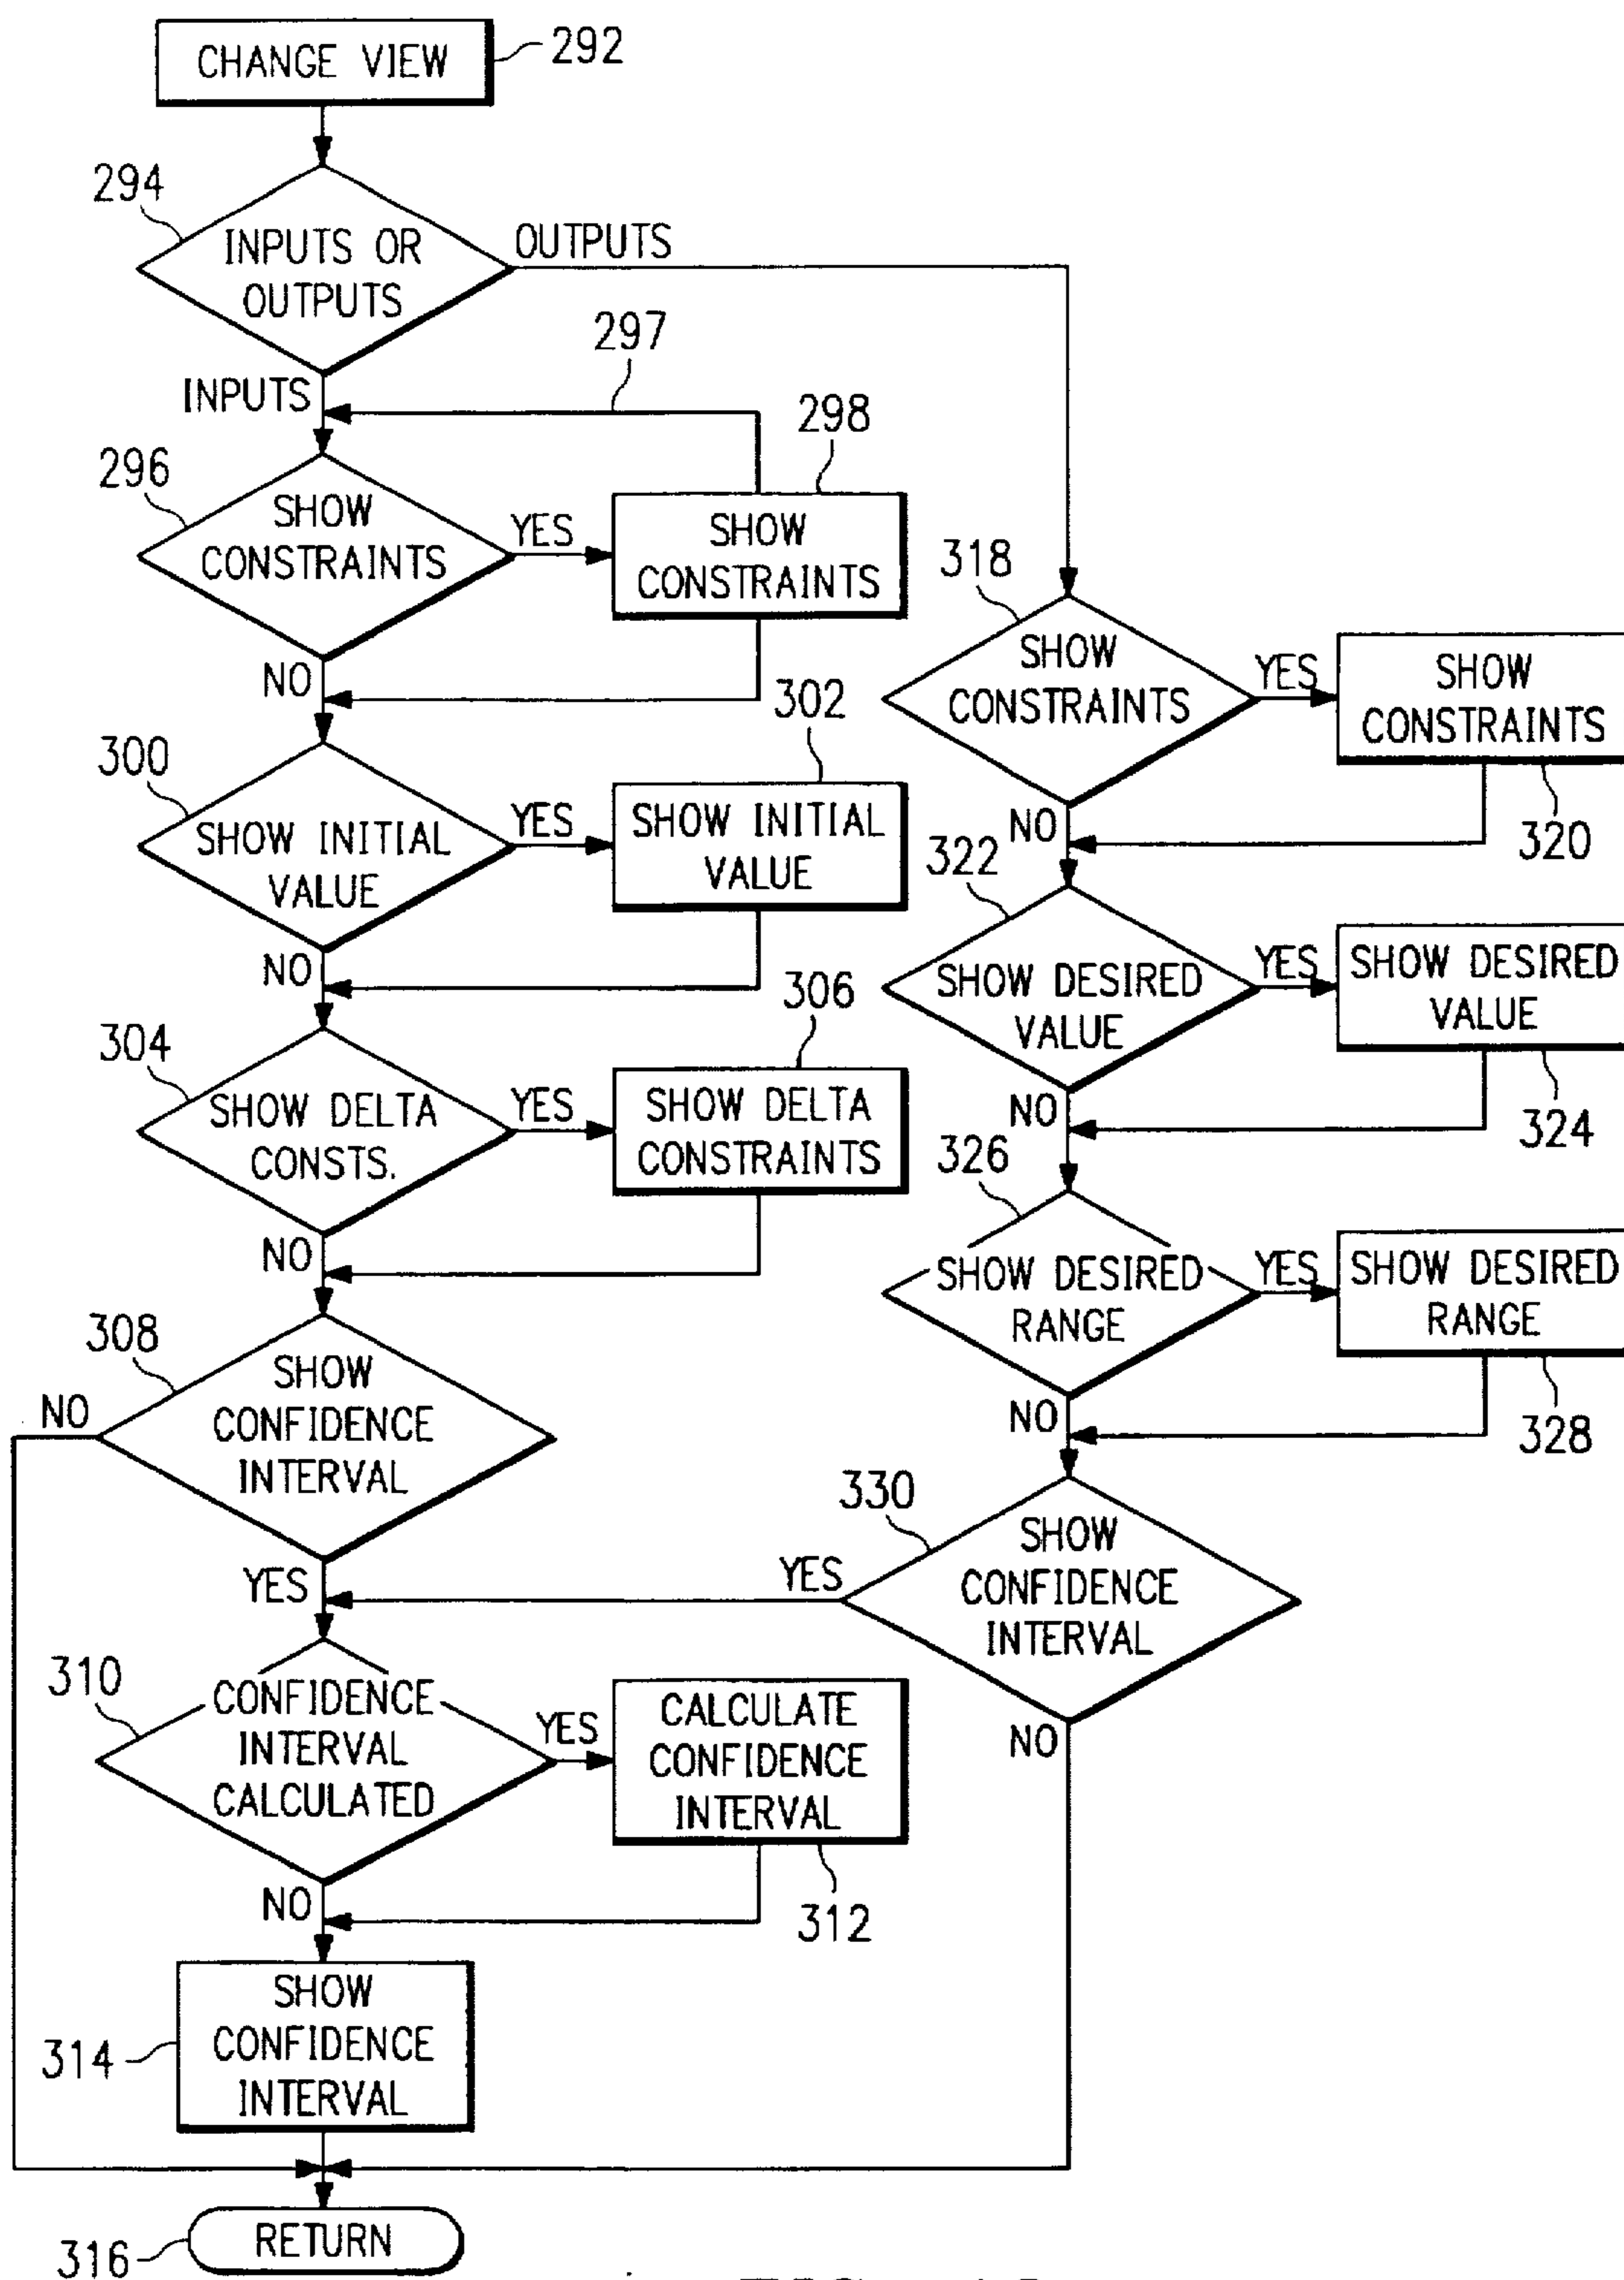 CHANGE VIEW
292
294
INPUTS OR
OUTPUTS
OUTPUTS
INPUTS
297
296
SHOW
CONSTRAINTS
YES
298
SHOW
CONSTRAINTS
NO
300
SHOW INITIAL
VALUE
YES
302
SHOW INITIAL
VALUE
NO
304
SHOW DELTA
CONSTS.
YES
306
SHOW DELTA
CONSTRAINTS
NO
308
SHOW
CONFIDENCE
INTERVAL
NO
YES
310
CONFIDENCE
INTERVAL
CALCULATED
YES
CALCULATE
CONFIDENCE
INTERVAL
312
NO
314
SHOW
CONFIDENCE
INTERVAL
316
RETURN
318
SHOW
CONSTRAINTS
YES
SHOW
CONSTRAINTS
320
NO
322
SHOW DESIRED
VALUE
YES
SHOW DESIRED
VALUE
324
NO
326
SHOW DESIRED
RANGE
YES
SHOW DESIRED
RANGE
328
NO
330
SHOW
CONFIDENCE
INTERVAL
YES
NO